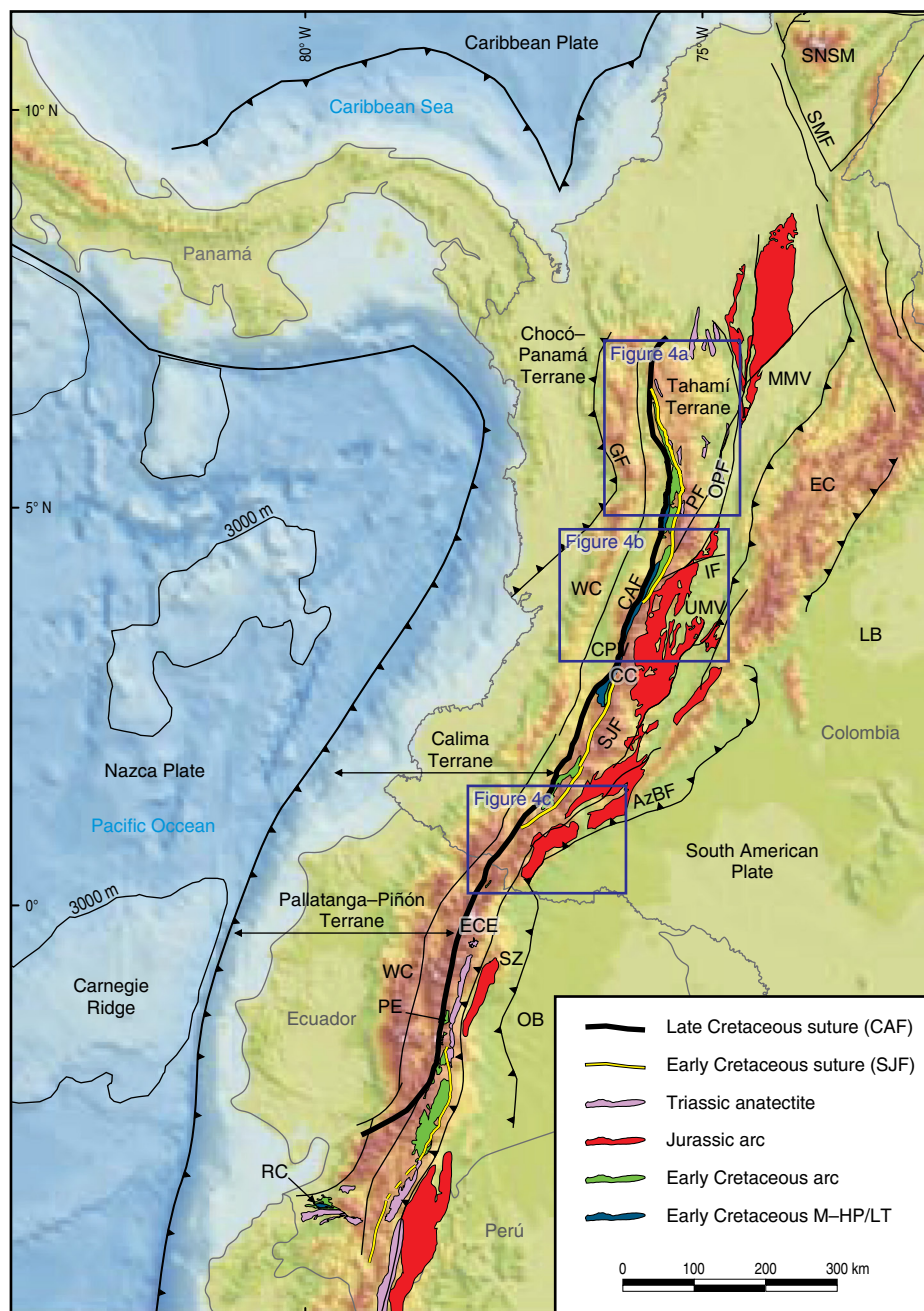 80° W
75° W
Caribbean Plate
SNSM
10° N
Caribbean Sea
SMF
Panamá
Chocó–
Panamá
Terrane
Figure 4a
Tahamí
Terrane
MMV
GF
OPF
PF
EC
5° N
3000 m
Figure 4b
IF
WC
CAF
UMV
LB
CPV
CC
SJF
Colombia
Calima
Terrane
Nazca Plate
Figure 4c
AzBF
Pacific Occean
South American
Plate
3000 m
0°
Pallatanga–Piñón
Terrane
ECE
WC
SZ
Carnegie
Ridge
PE
Ecuador
OB
RC
Perú
Late Cretaceous suture (CAF)
Early Cretaceous suture (SJF)
Triassic anatectite
Jurassic arc
Early Cretaceous arc
Early Cretaceous M–HP/LT
0 100 200 300 km